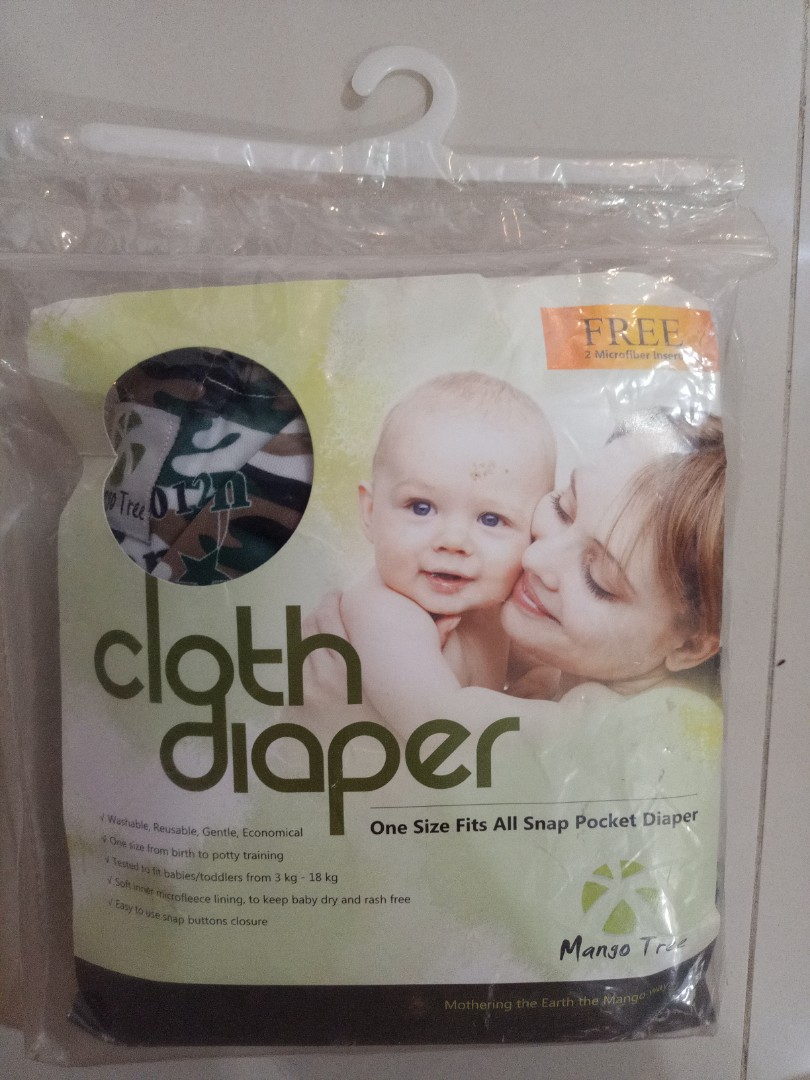 FREE
2 Microfiber Inserts
o Tree
012n
cloth
diaper
One Size Fits All Snap Pocket Diaper
√ Washable, Reusable, Gentle, Economical
√ One size from birth to potty training
√ Tested to fit babies/toddlers from 3 kg - 18 kg
√ Soft inner microfleece lining, to keep baby dry and rash free
√ Easy to use snap buttons closure
Mango Tree
Mothering the Earth the Mango way